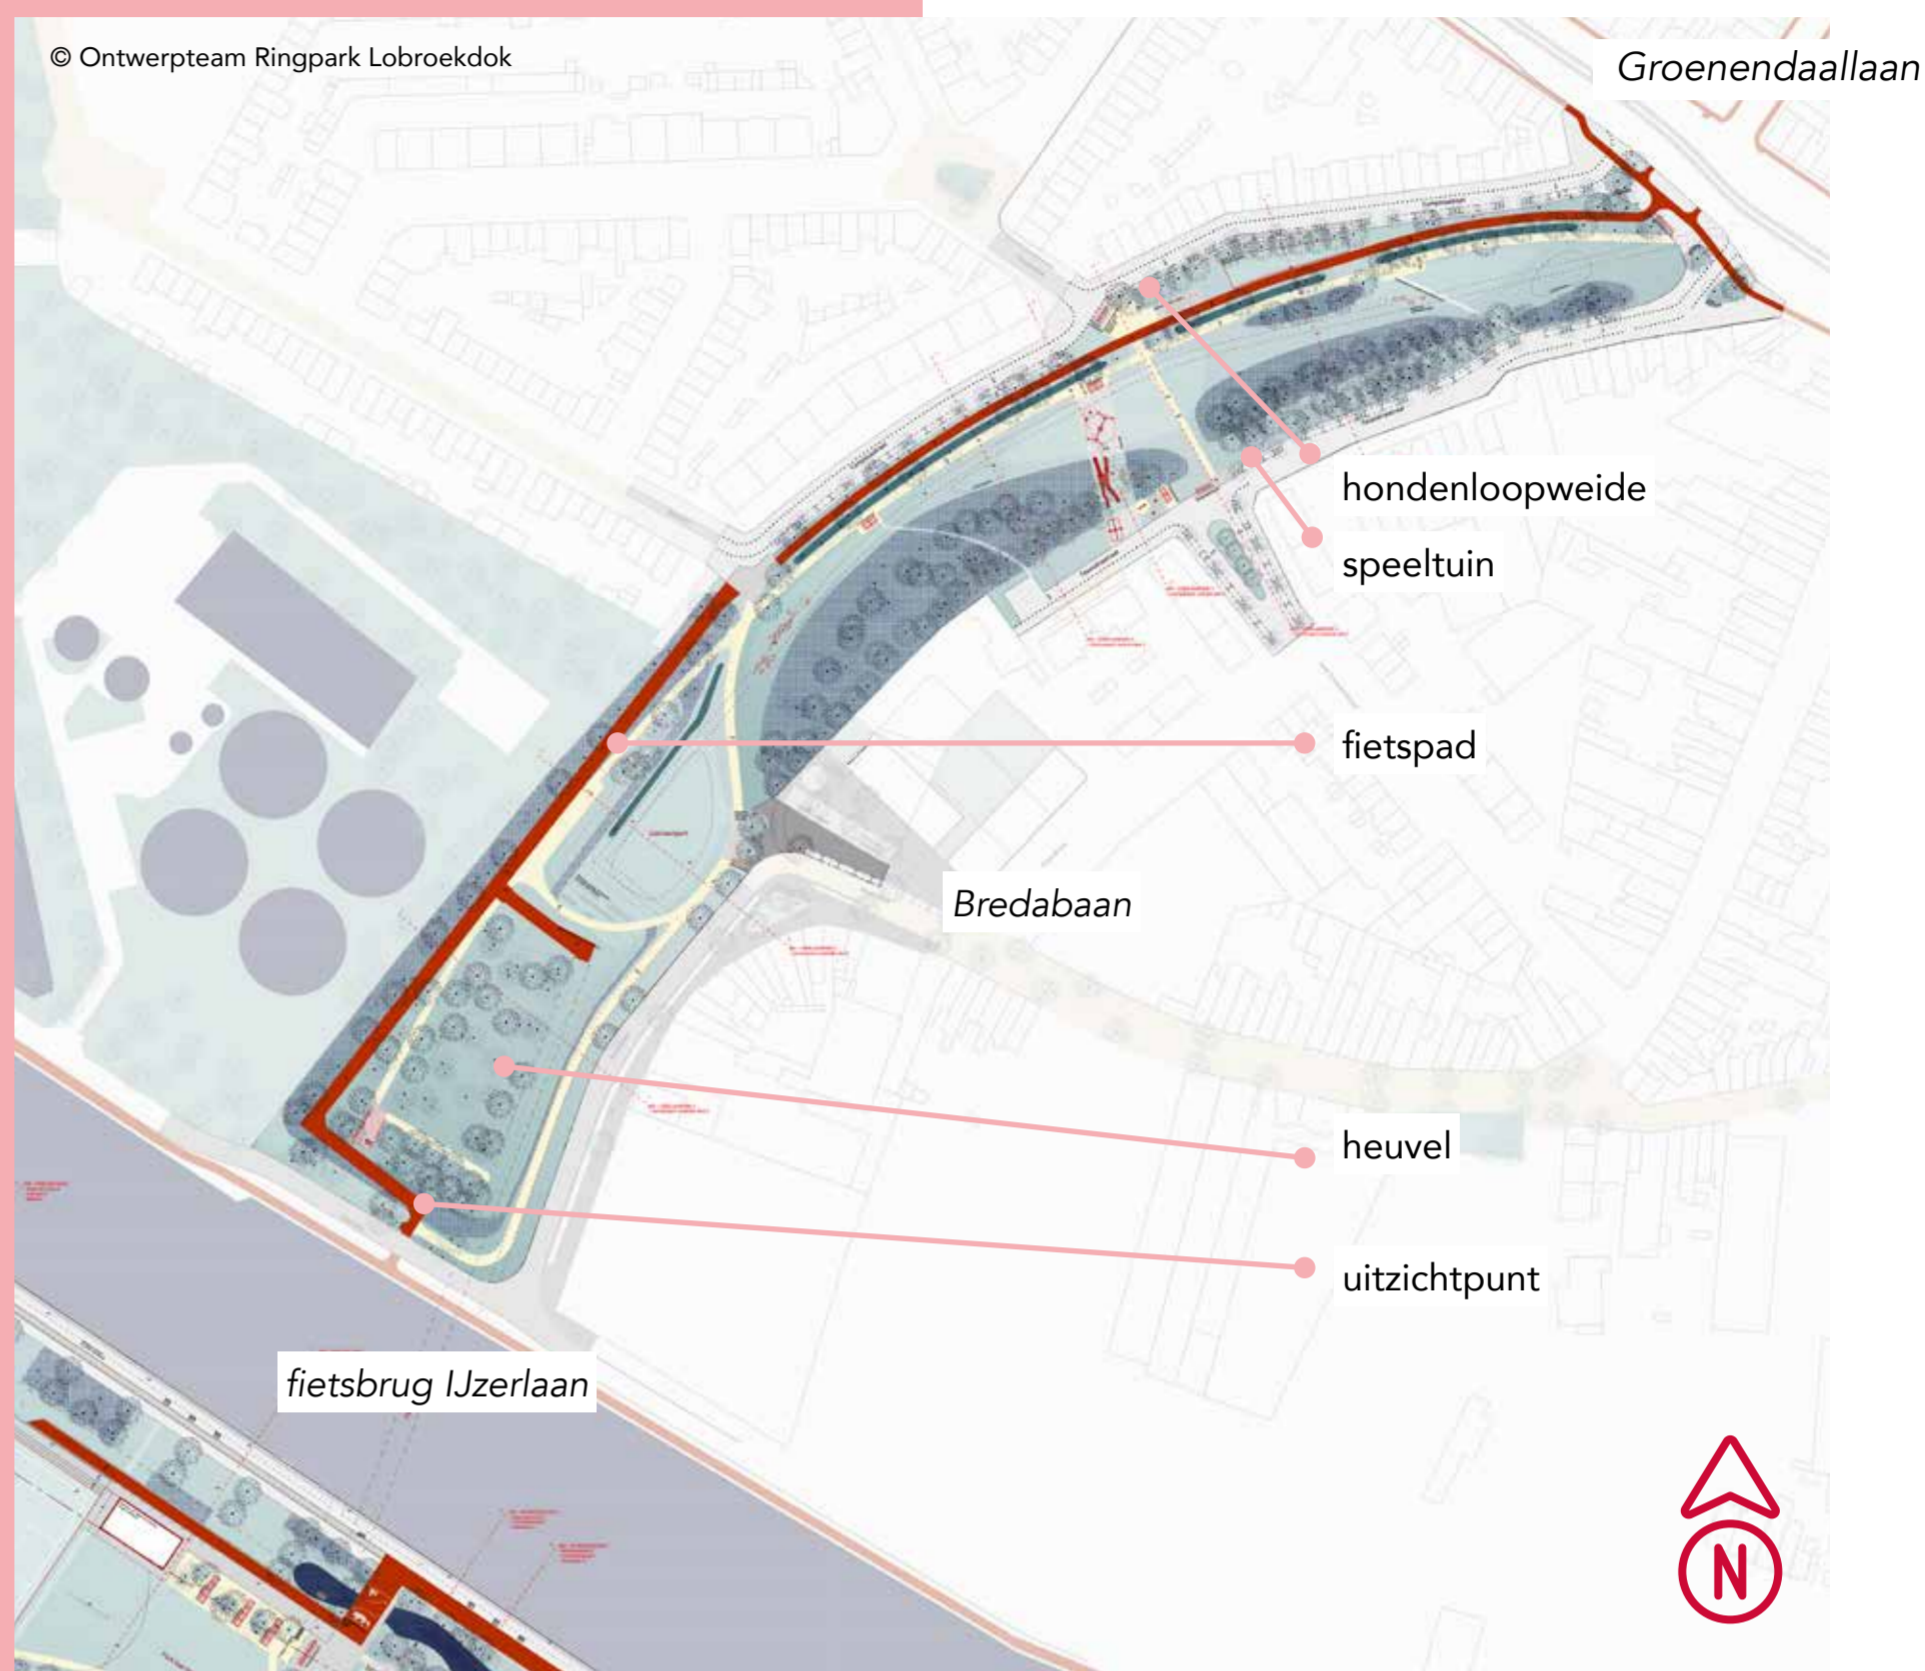 © Ontwerpteam Ringpark Lobroekdok
Groenendaallaan
hondenloopweide
speeltuin
fietspad
Bredabaan
heuvel
uitzichtpunt
fietsbrug IJzerlaan
N